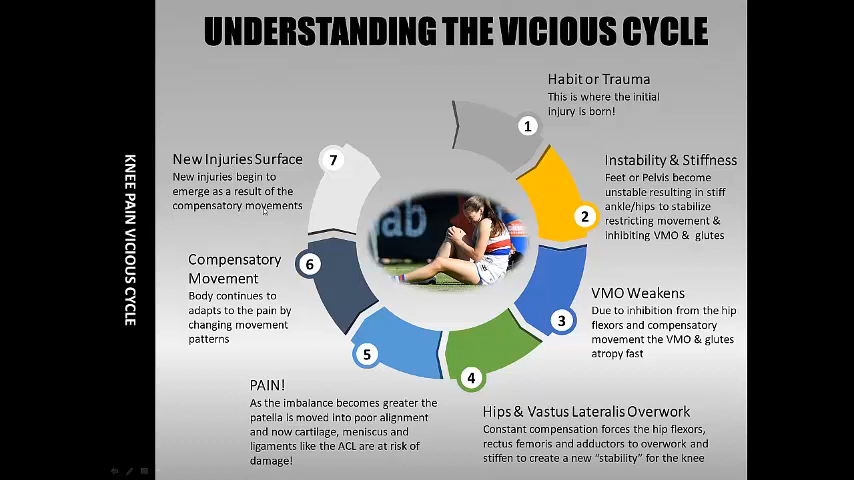 UNDERSTANDING THE VICIOUS CYCLE
KNEE PAIN VICIOUS CYCLE
1
Habit or Trauma
This is where the initial
injury is born!
2
Instability & Stiffness
Feet or Pelvis become
unstable resulting in stiff
ankle/hips to stabilize
restricting movement &
inhibiting VMO & glutes
3
VMO Weakens
Due to inhibition from the hip
flexors and compensatory
movement the VMO & glutes
atropy fast
4
Hips & Vastus Lateralis Overwork
Constant compensation forces the hip flexors,
rectus femoris and adductors to overwork and
stiffen to create a new “stability” for the knee
5
PAIN!
As the imbalance becomes greater the
patella is moved into poor alignment
and now cartilage, meniscus and
ligaments like the ACL are at risk of
damage!
6
Compensatory
Movement
Body continues to
adapts to the pain by
changing movement
patterns
7
New Injuries Surface
New injuries begin to
emerge as a result of the
compensatory movements
ab